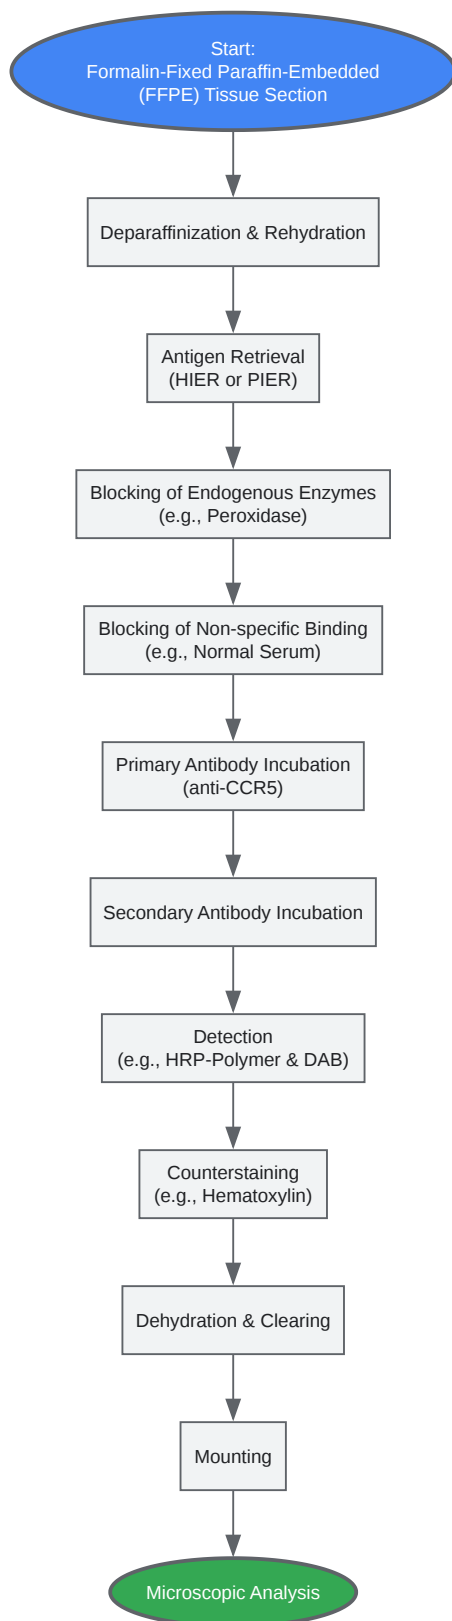 Start:
Formalin-Fixed Paraffin-Embedded
(FFPE) Tissue Section
Deparaffinization & Rehydration
Antigen Retrieval
(HIER or PIER)
Blocking of Endogenous Enzymes
(e.g., Peroxidase)
Blocking of Non-specific Binding
(e.g., Normal Serum)
Primary Antibody Incubation
(anti-CCR5)
Secondary Antibody Incubation
Detection
(e.g., HRP-Polymer & DAB)
Counterstaining
(e.g., Hematoxylin)
Dehydration & Clearing
Mounting
Microscopic Analysis